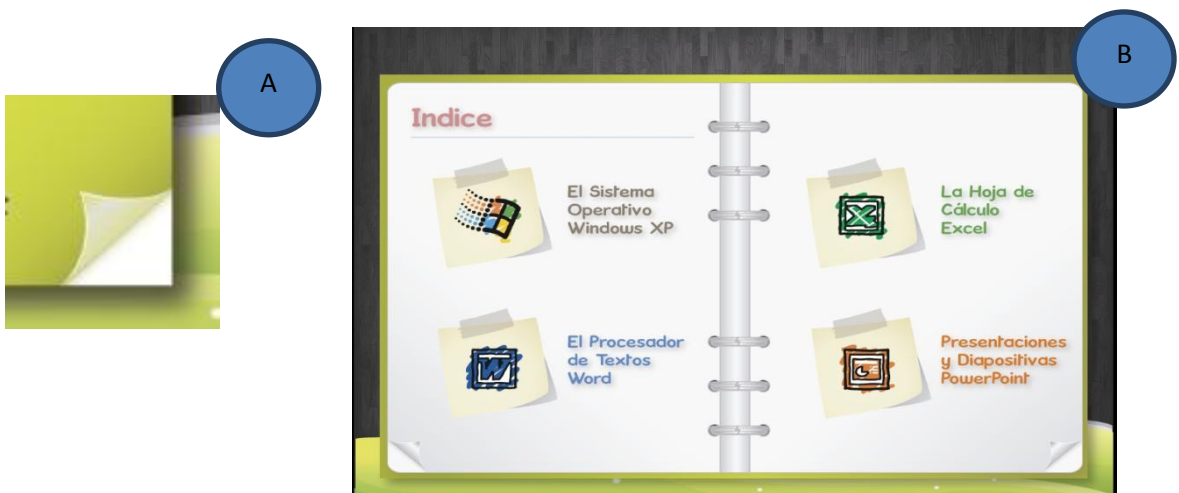 A
B
Indice
El Sistema
Operativo
Windows XP
La Hoja de
Cálculo
Excel
El Procesador
de Textos
Word
Presentaciones
y Diapositivas
PowerPoint